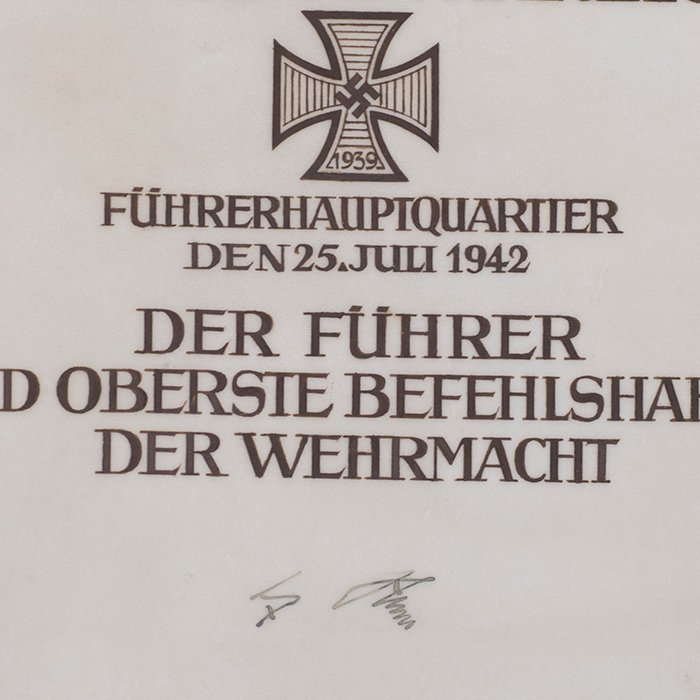 1939
FÜHRERHAUPTQUARTIER
DEN 25. JULI 1942
DER FÜHRER
D OBERSTE BEFEHLSHA
DER WEHRMACHT